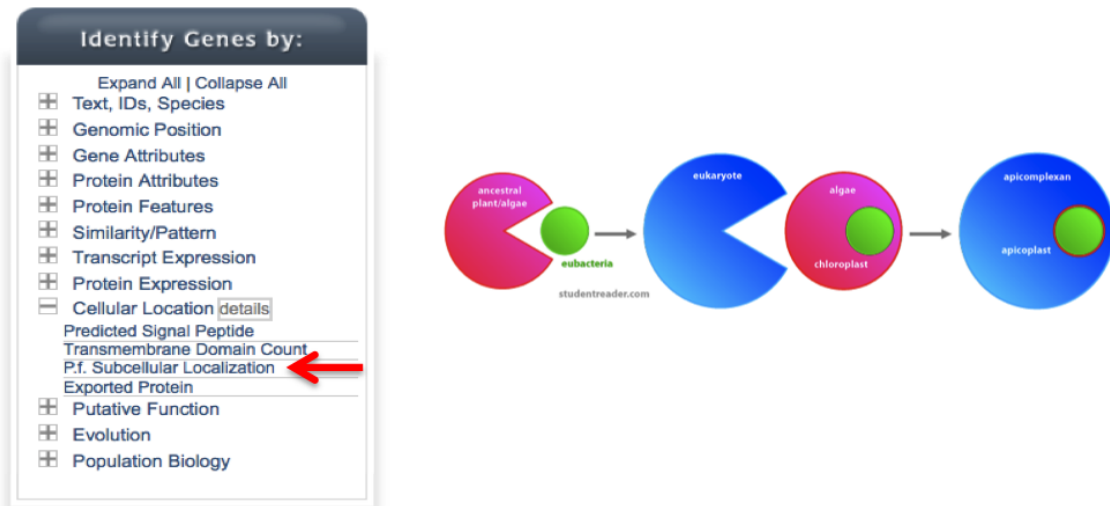 Identify Genes by:
Expand All | Collapse All
Text, IDs, Species
Genomic Position
Gene Attributes
Protein Attributes
Protein Features
Similarity/Pattern
Transcript Expression
Protein Expression
Cellular Location details
Predicted Signal Peptide
Transmembrane Domain Count
P.f. Subcellular Localization
Exported Protein
Putative Function
Evolution
Population Biology
ancestral
plant/algae
eubacteria
studentreader.com
eukaryote
algae
chloroplast
apicomplexan
apicoplast